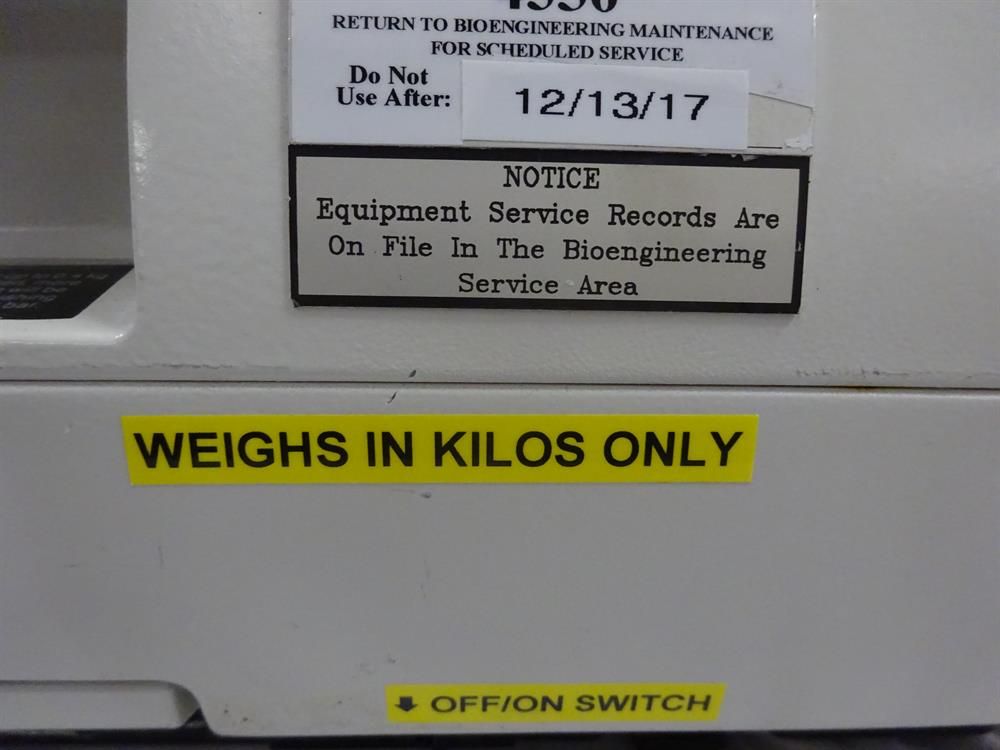 RETURN TO BIOENGINEERING MAINTENANCE
FOR SCHEDULED SERVICE
Do Not
Use After: 12/13/17
NOTICE
Equipment Service Records Are
On File In The Bioengineering
Service Area
WEIGHS IN KILOS ONLY
OFF/ON SWITCH